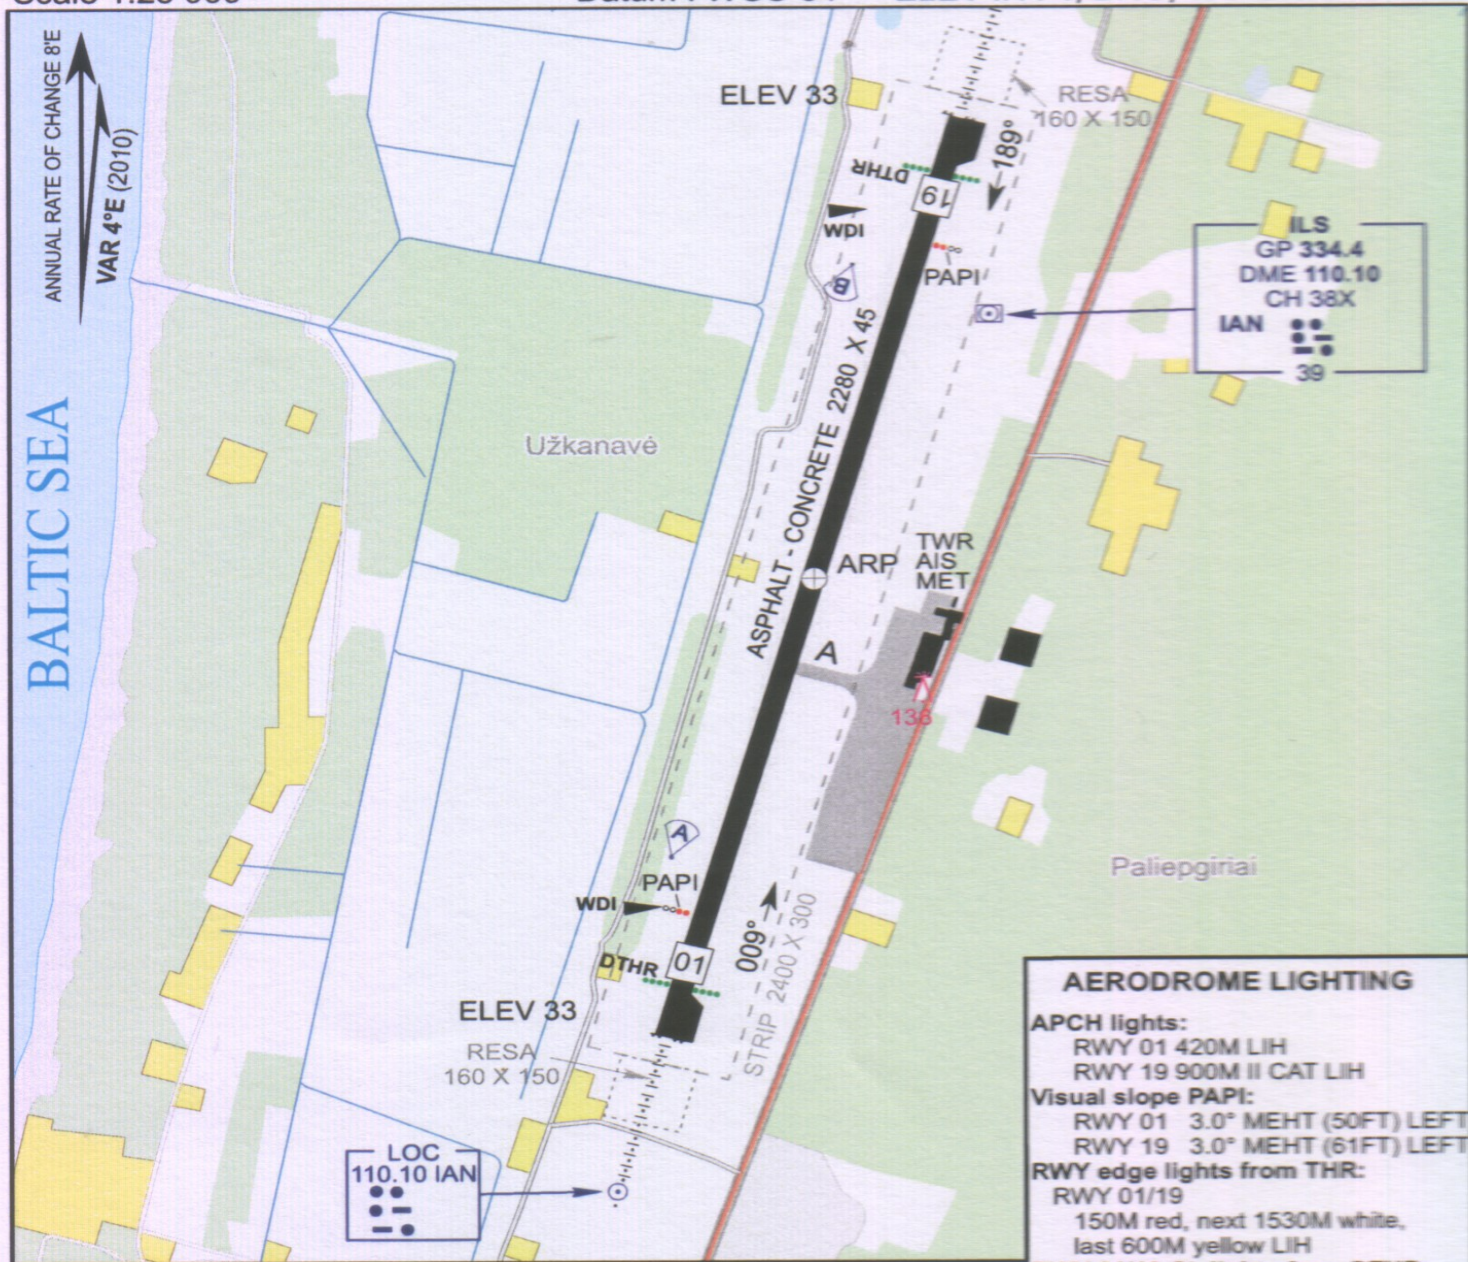 ANNUAL RATE OF CHANGE 8'E
VAR 4°E (2010)
BALTIC SEA
ELEV 33
RESA
160 X 150
189°
DTHR
19
WDI
PAPI
B
ILS
GP 334.4
DME 110.10
CH 38X
IAN
39
Užkanavė
ASPHALT - CONCRETE 2280 X 45
ARP
TWR
AIS
MET
A
138
A
PAPI
WDI
Paliepgiriai
DTHR
01
009°
STRIP 2400 X 300
ELEV 33
RESA
160 X 150
LOC
110.10 IAN
AERODROME LIGHTING
APCH lights:
RWY 01 420M LIH
RWY 19 900M II CAT LIH
Visual slope PAPI:
RWY 01 3.0° MEHT (50FT) LEFT
RWY 19 3.0° MEHT (61FT) LEFT
RWY edge lights from THR:
RWY 01/19
150M red, next 1530M white,
last 600M yellow LIH